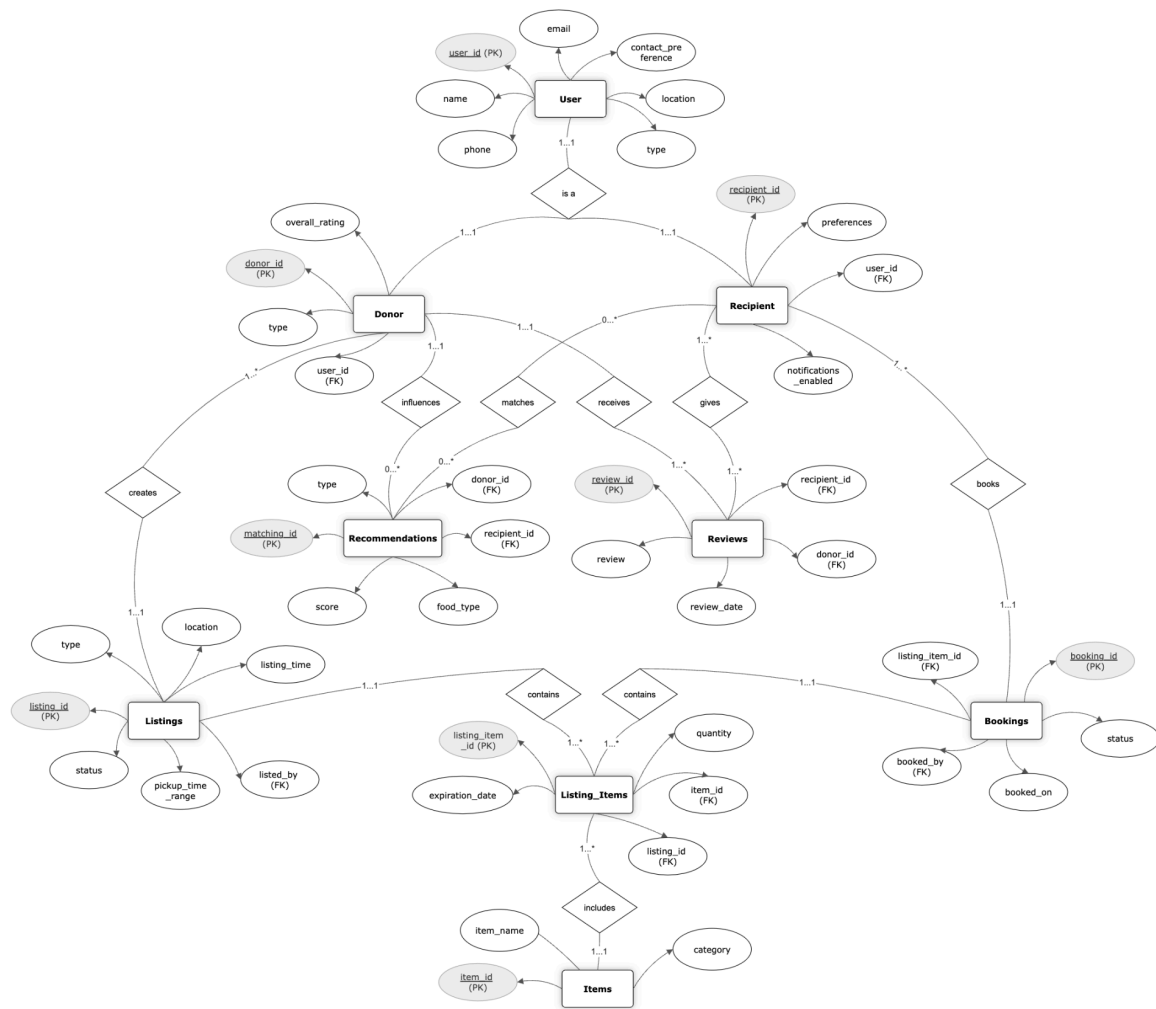 email
user_id (PK)
contact_pre
ference
name
User
location
phone
type
1...1
is a
recipient_id
(PK)
overall_rating
preferences
1...1
1...1
donor_id
(PK)
user_id
(FK)
Donor
Recipient
type
0...*
1...1
1...1
1...*
1...*
1...*
user_id
(FK)
notifications
_enabled
influences
matches
receives
gives
0...*
0...*
1...*
1...*
type
donor_id
(FK)
review_id
(PK)
recipient_id
(FK)
creates
books
matching_id
(PK)
Recommendations
recipient_id
(FK)
Reviews
review
donor_id
(FK)
score
food_type
review_date
1...1
1...1
location
type
listing_time
listing_item_id
(FK)
booking_id
(PK)
1...1
contains
contains
1...1
listing_id
(PK)
Listings
Bookings
quantity
listing_item
_id (PK)
1...*
1...*
status
status
pickup_time
_range
listed_by
(FK)
booked_by
(FK)
booked_on
expiration_date
Listing_Items
item_id
(FK)
1...*
listing_id
(FK)
includes
item_name
category
1...1
item_id
(PK)
Items